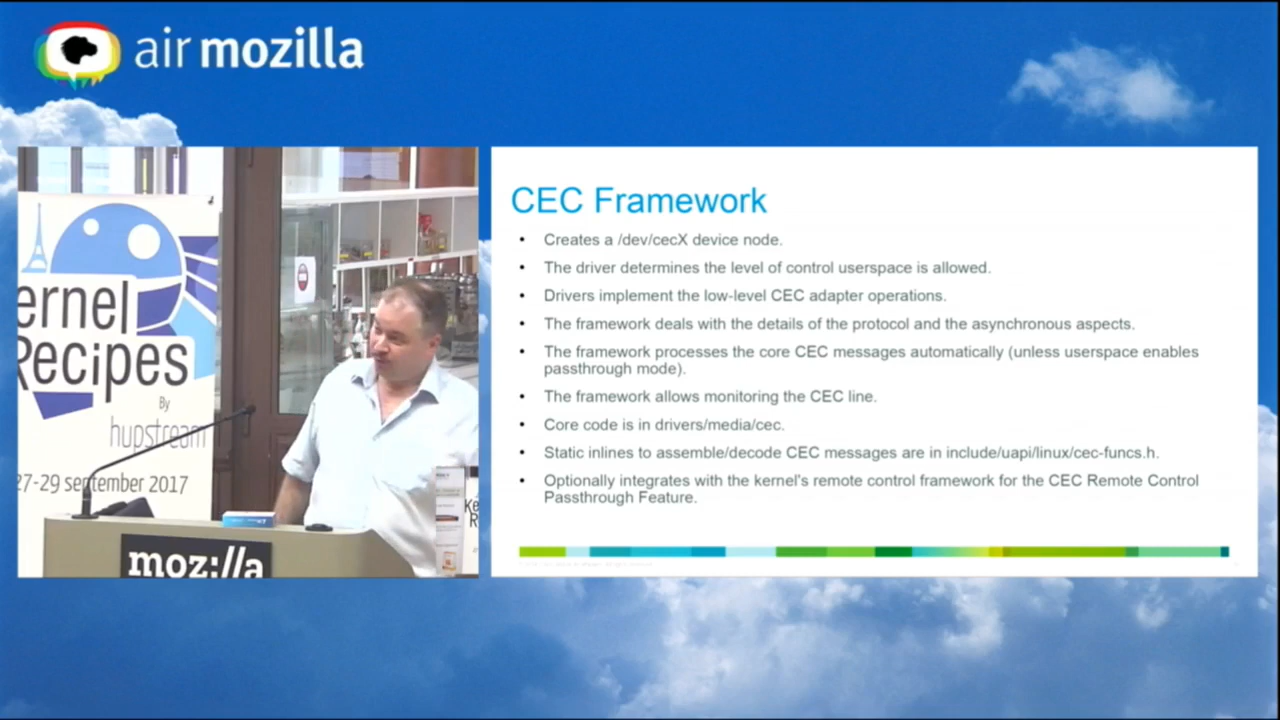 air mozilla
ernel
Recipes
By
hupstream
27-29 september 2017
moz://a
Ke
R
CEC Framework
• Creates a /dev/cecX device node.
• The driver determines the level of control userspace is allowed.
• Drivers implement the low-level CEC adapter operations.
• The framework deals with the details of the protocol and the asynchronous aspects.
• The framework processes the core CEC messages automatically (unless userspace enables
passthrough mode).
• The framework allows monitoring the CEC line.
• Core code is in drivers/media/cec.
• Static inlines to assemble/decode CEC messages are in include/uapi/linux/cec-funcs.h.
• Optionally integrates with the kernel's remote control framework for the CEC Remote Control
Passthrough Feature.